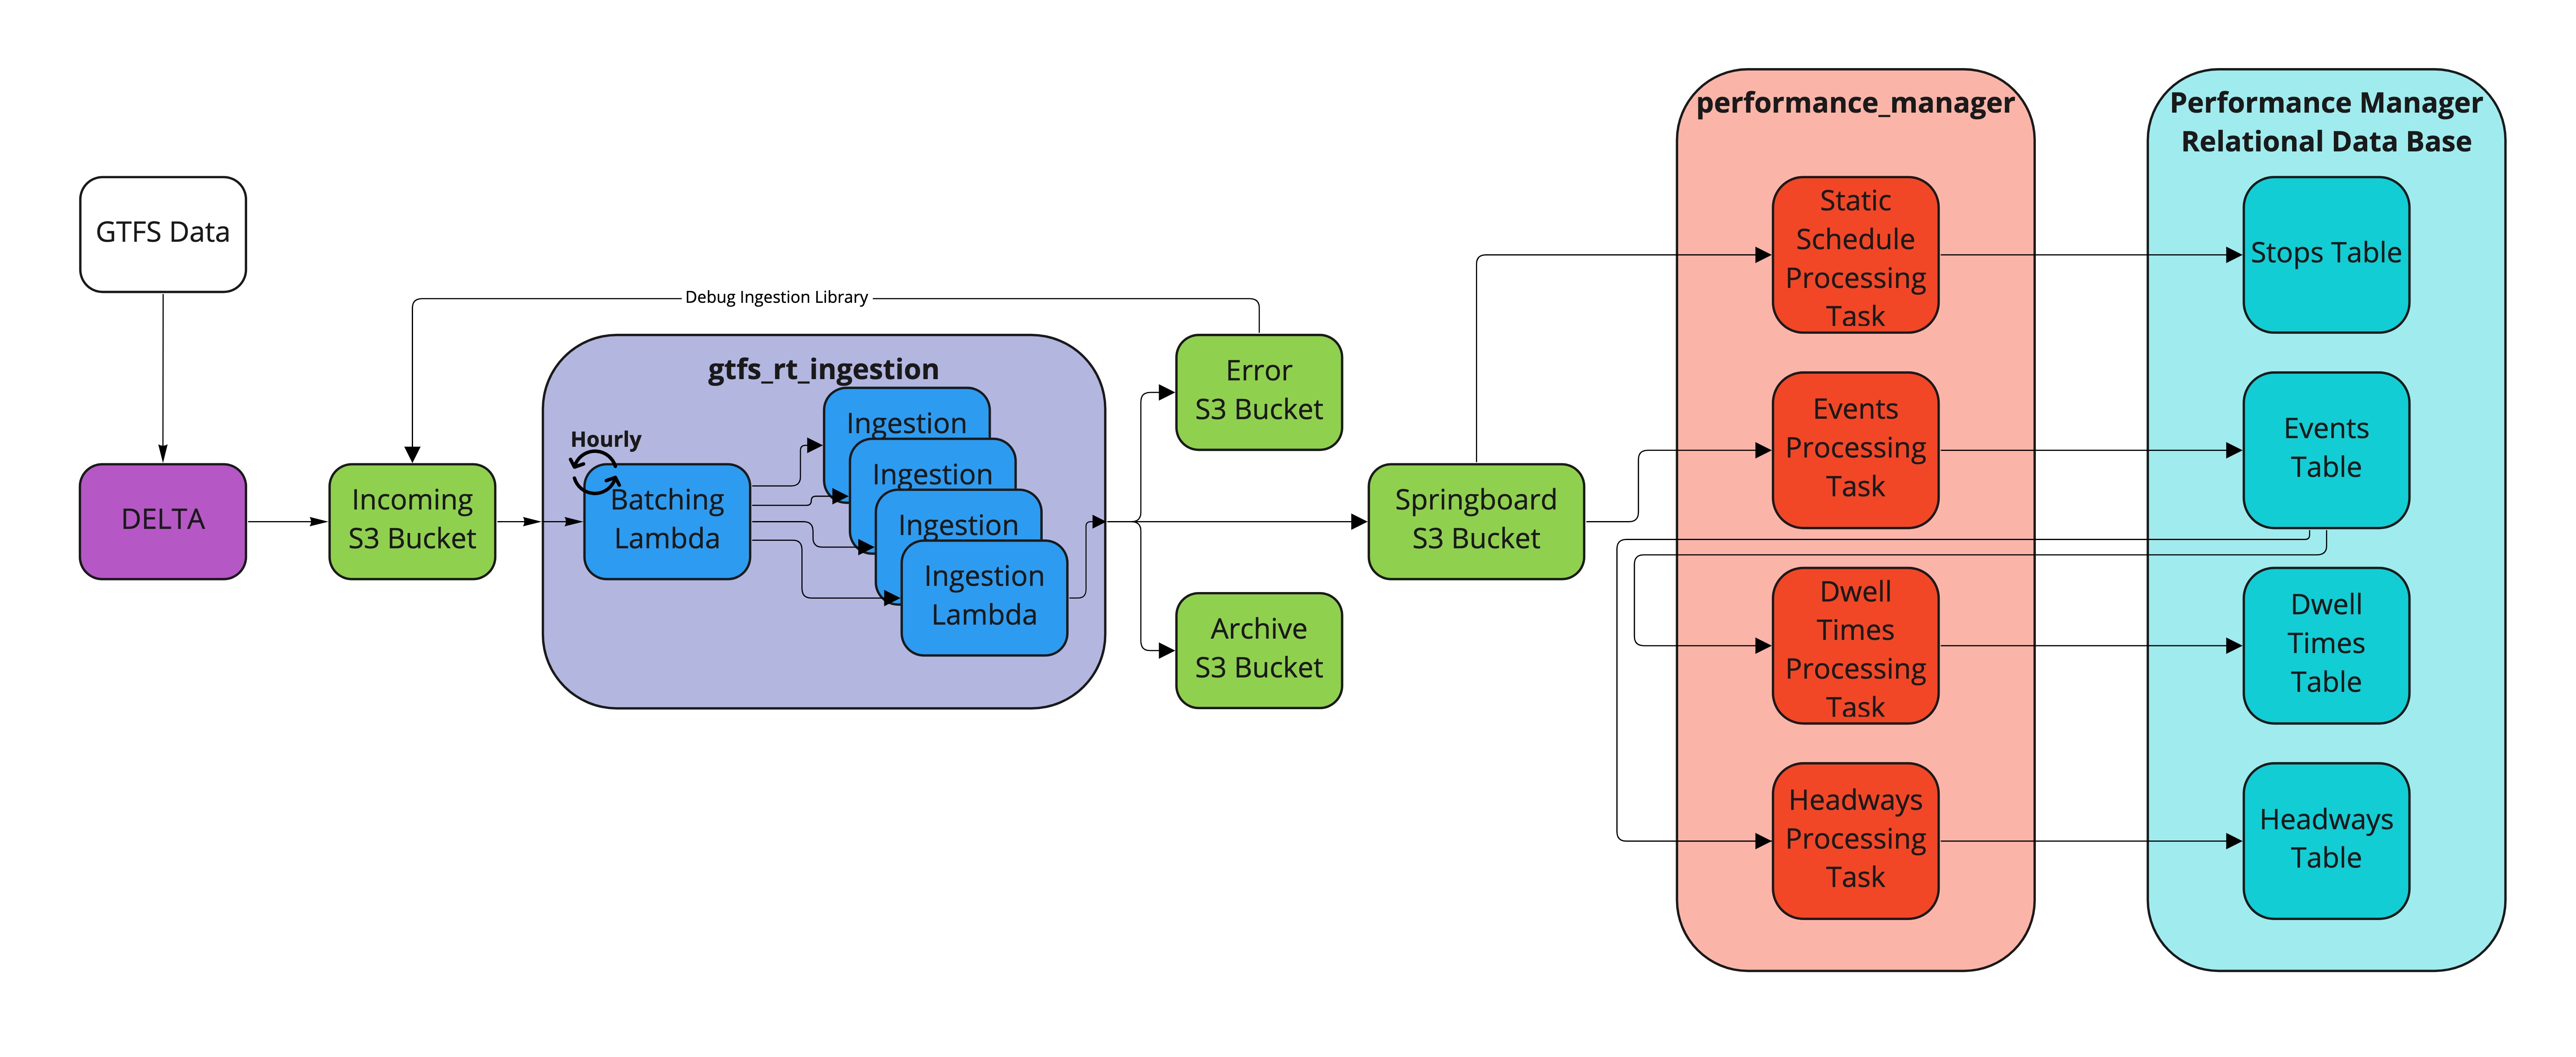 GTFS Data
DELTA
Incoming
S3 Bucket
Debug Ingestion Library
gtfs_rt_ingestion
Hourly
Batching
Lambda
Ingestion
Ingestion
Ingestion
Ingestion
Lambda
Error
S3 Bucket
Archive
S3 Bucket
Springboard
S3 Bucket
performance_manager
Static
Schedule
Processing
Task
Events
Processing
Task
Dwell
Times
Processing
Task
Headways
Processing
Task
Performance Manager
Relational Data Base
Stops Table
Events
Table
Dwell
Times
Table
Headways
Table